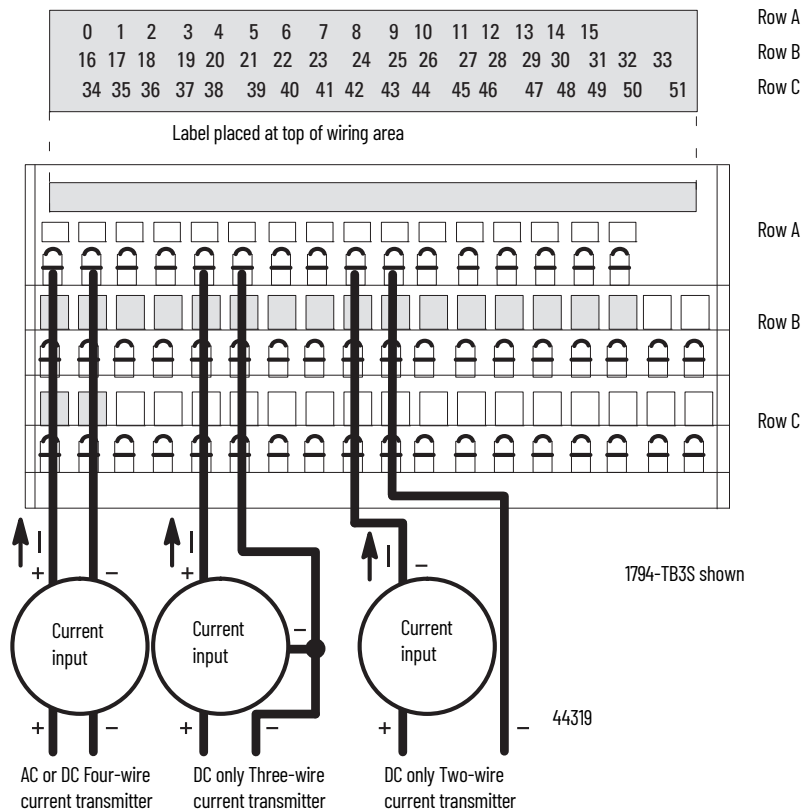 0 1 2 3 4 5 6 7 8 9 10 11 12 13 14 15 Row A
16 17 18 19 20 21 22 23 24 25 26 27 28 29 30 31 32 33 Row B
34 35 36 37 38 39 40 41 42 43 44 45 46 47 48 49 50 51 Row C
Label placed at top of wiring area
Row A
Row B
Row C
I I I
+ − + −
1794-TB3S shown
Current input
Current input
−
Current input
+ − + − + −
44319
AC or DC Four-wire current transmitter
DC only Three-wire current transmitter
DC only Two-wire current transmitter